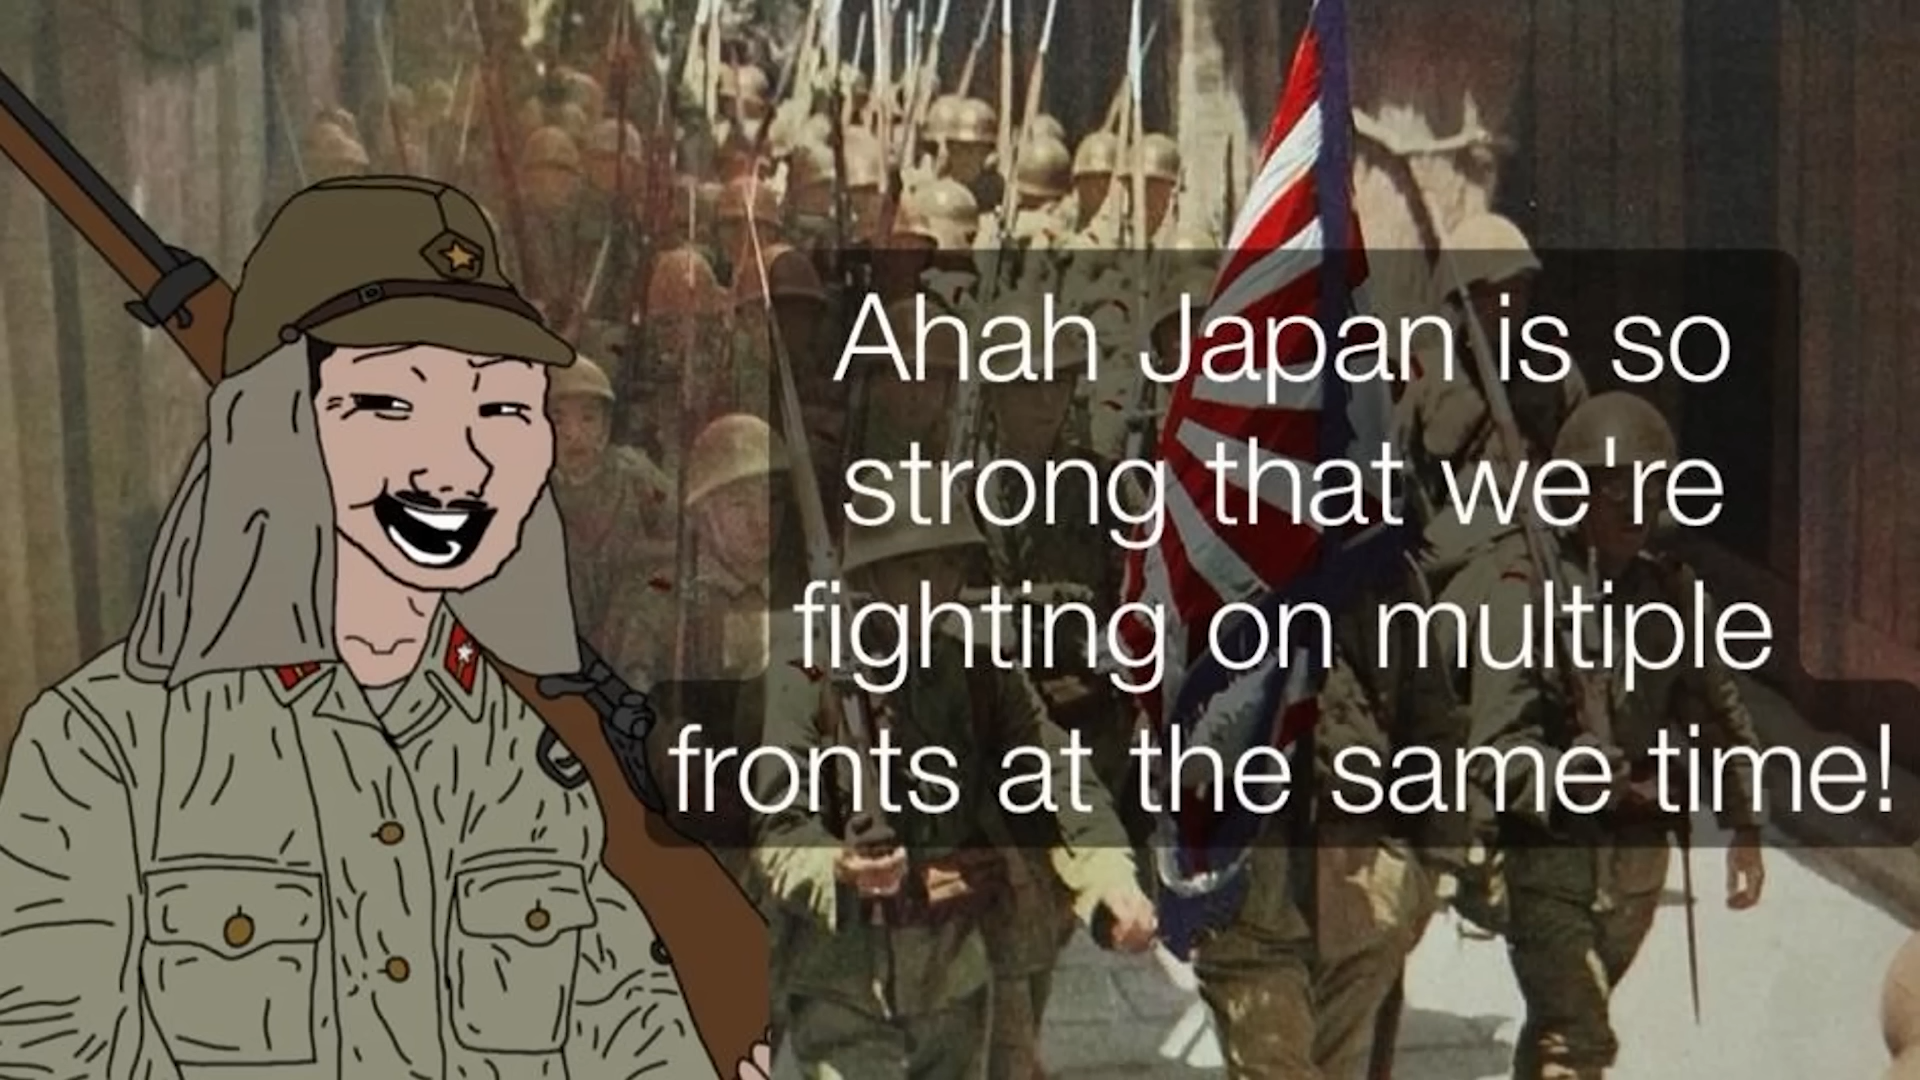 Ahah Japan is so
strong that we're
fighting on multiple
fronts at the same time!